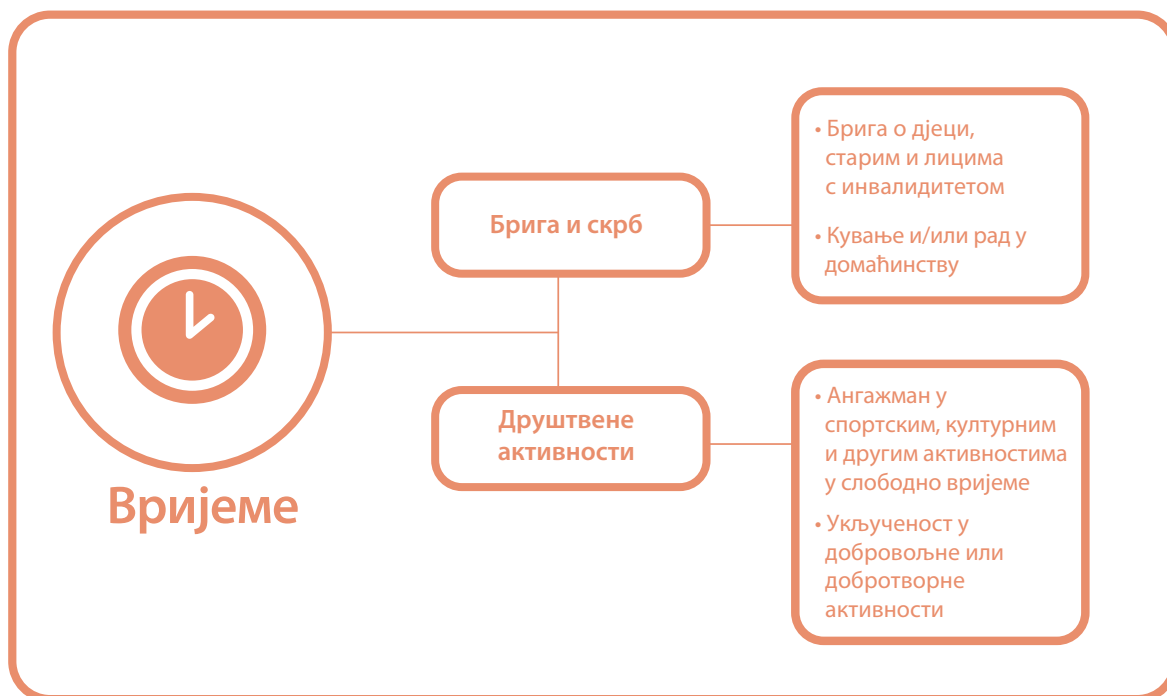 Вријеме
Брига и скрб
• Брига о дјеци,
старим и лицима
с инвалидитетом
• Кување и/или рад у
домаћинству
Друштвене
активности
• Ангажман у
спортским, културним
и другим активностима
у слободно вријеме
• Укљученост у
добровољне или
добротворне
активности